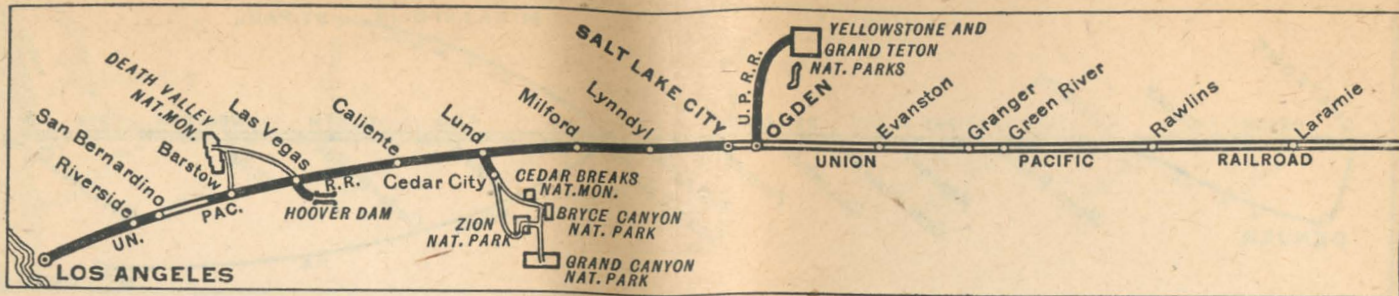 DEATH VALLEY
NAT. MON.
San Bernardino
Riverside
Barstow
Las Vegas
Caliente
Lund
Milford
Lynndyl
SALT LAKE CITY
U.P.R.R.
OGDEN
YELLOWSTONE AND
GRAND TETON
NAT. PARKS
Evanston
Granger
Green River
Rawlins
Laramie
UNION PACIFIC RAILROAD
UN. PAC. R.R.
HOOVER DAM
Cedar City
CEDAR BREAKS
NAT. MON.
BRYCE CANYON
NAT. PARK
ZION
NAT. PARK
GRAND CANYON
NAT. PARK
LOS ANGELES